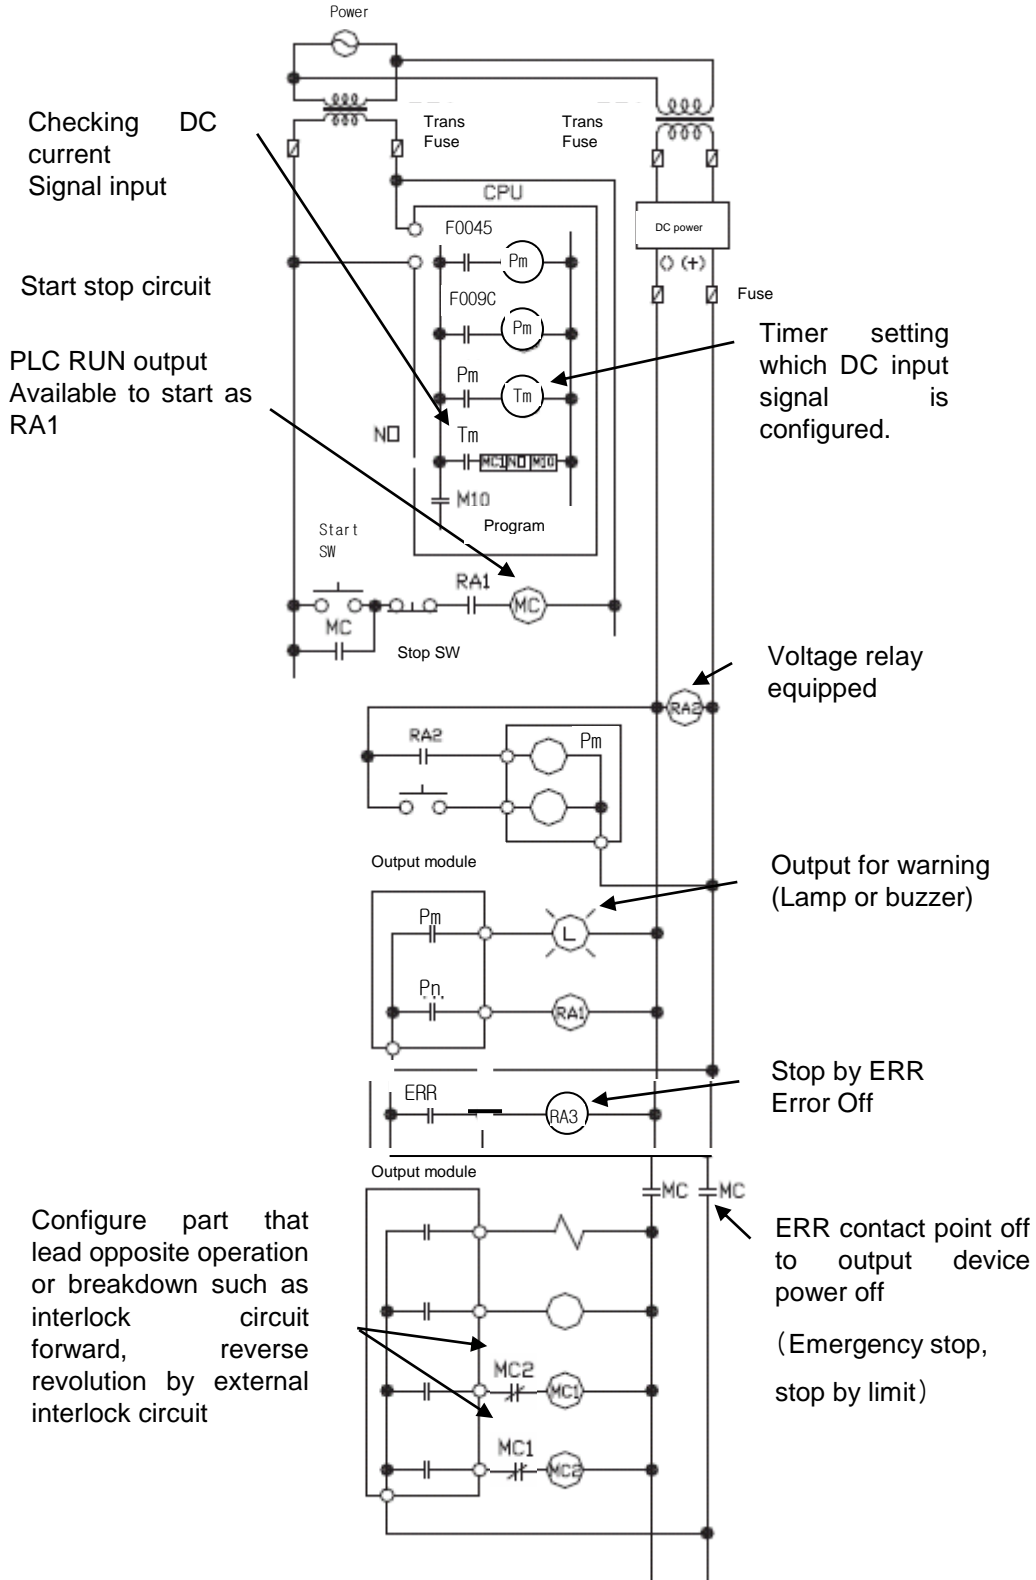 Power
Checking DC
current
Signal input
Trans
Fuse
Trans
Fuse
CPU
F0045
Pm
DC power
() (+)
Start stop circuit
Fuse
F009C
Pm
Timer setting
which DC input
signal is
configured.
PLC RUN output
Available to start as
RA1
Pm
Tm
NO
Tm
MC1 NO M10
M10
Program
Start
SW
RA1
MC
MC
Stop SW
Voltage relay
equipped
RA2
RA2
Pm
Output module
Output for warning
(Lamp or buzzer)
Pm
L
Pn
RA1
Stop by ERR
Error Off
ERR
RA3
Output module
MC
MC
Configure part that
lead opposite operation
or breakdown such as
interlock circuit
forward, reverse
revolution by external
interlock circuit
ERR contact point off
to output device
power off
(Emergency stop,
stop by limit)
MC2
MC1
MC1
MC2